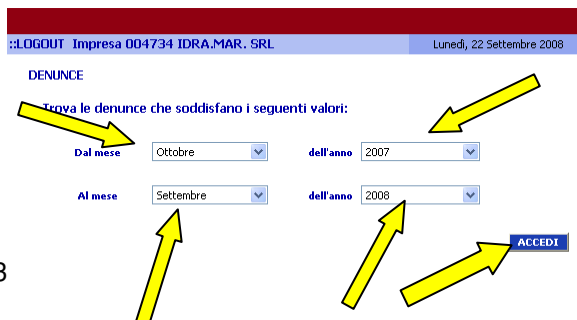 ::LOGOUT Impresa 004734 IDRA.MAR. SRL Lunedì, 22 Settembre 2008
DENUNCE
Trova le denunce che soddisfano i seguenti valori:
Dal mese Ottobre dell'anno 2007
Al mese Settembre dell'anno 2008
ACCEDI
3